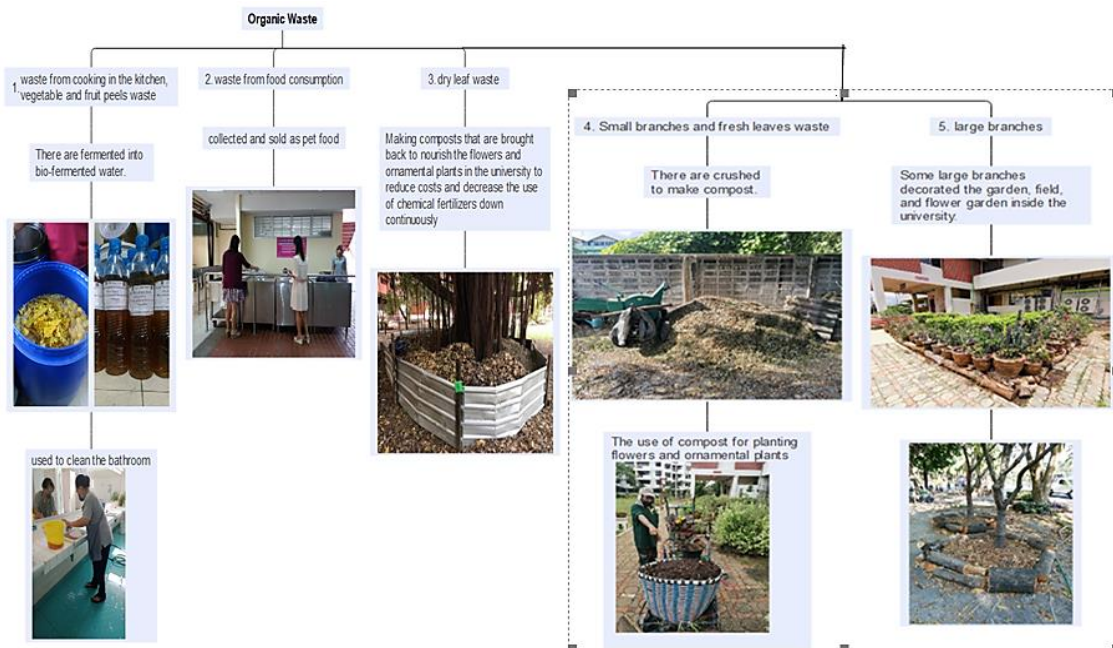 Organic Waste
1. waste from cooking in the kitchen,
vegetable and fruit peels waste
There are fermented into
bio-fermented water.
used to clean the bathroom
2. waste from food consumption
collected and sold as pet food
3. dry leaf waste
Making composts that are brought
back to nourish the flowers and
ornamental plants in the university to
reduce costs and decrease the use
of chemical fertilizers down
continuously
4. Small branches and fresh leaves waste
There are crushed
to make compost.
The use of compost for planting
flowers and ornamental plants
5. large branches
Some large branches
decorated the garden, field,
and flower garden inside the
university.